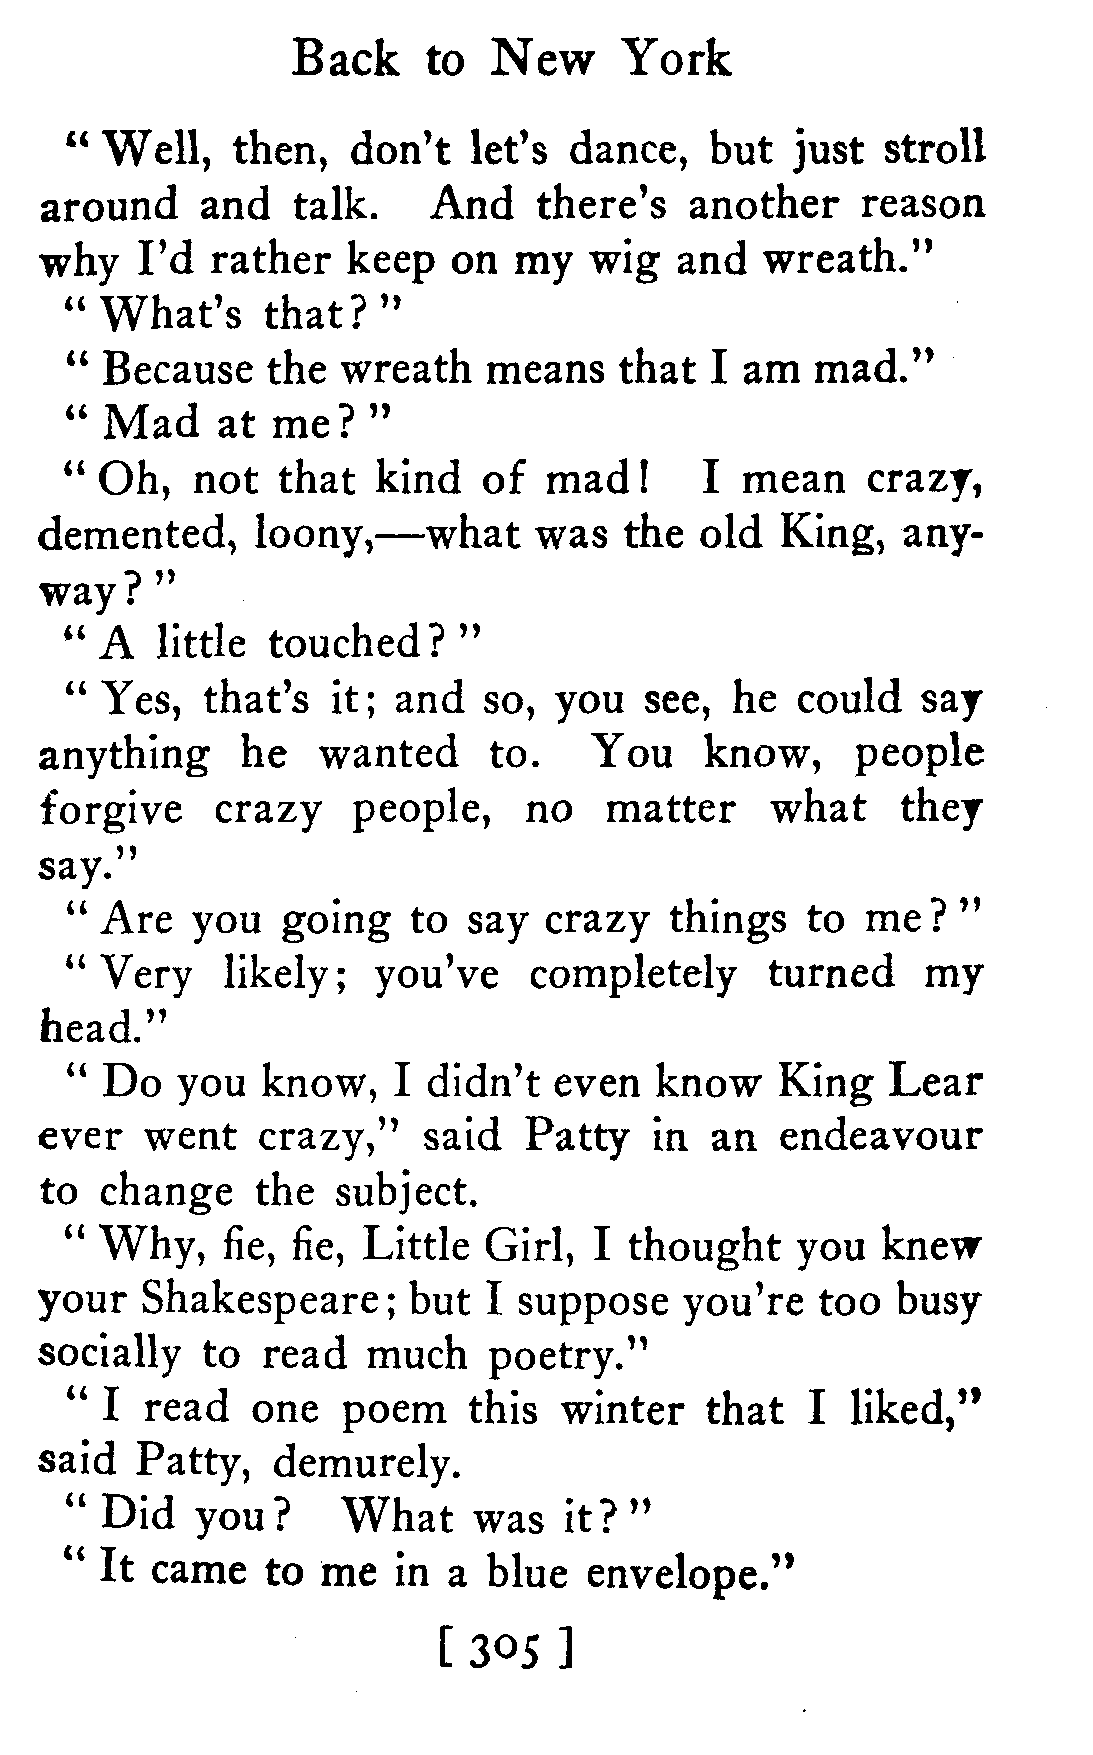 Back to New York
“ Well, then, don't let's dance, but just stroll
around and talk. And there's another reason
why I'd rather keep on my wig and wreath.”
“ What's that? ”
“ Because the wreath means that I am mad.”
“ Mad at me? ”
“ Oh, not that kind of mad! I mean crazy,
demented, loony,—what was the old King, any-
way? ”
“ A little touched? ”
“ Yes, that's it; and so, you see, he could say
anything he wanted to. You know, people
forgive crazy people, no matter what they
say.”
“ Are you going to say crazy things to me? ”
“ Very likely; you've completely turned my
head.”
“ Do you know, I didn't even know King Lear
ever went crazy,” said Patty in an endeavour
to change the subject.
“ Why, fie, fie, Little Girl, I thought you knew
your Shakespeare; but I suppose you're too busy
socially to read much poetry.”
“ I read one poem this winter that I liked,”
said Patty, demurely.
“ Did you? What was it? ”
“ It came to me in a blue envelope.”
[ 305 ]